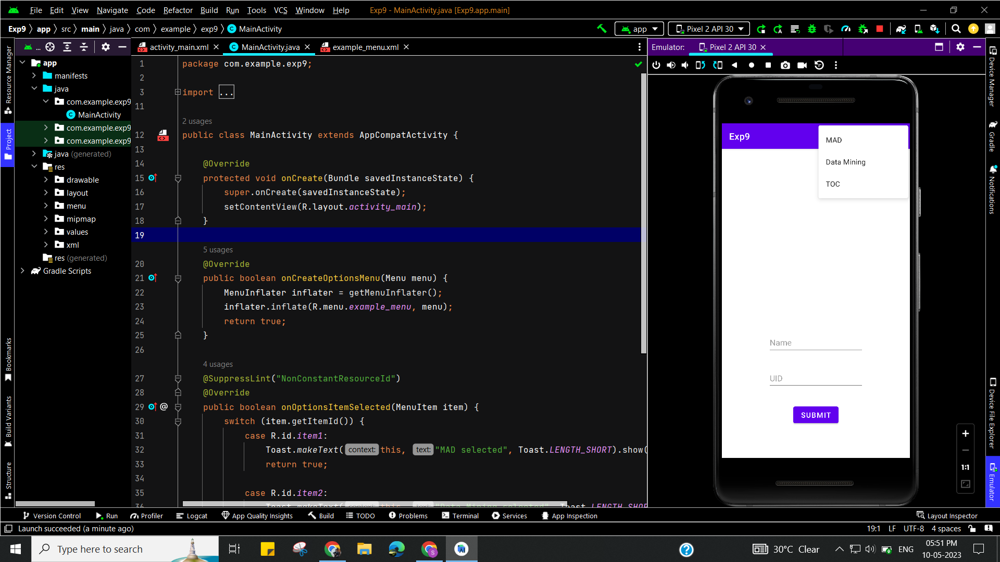 File Edit View Navigate Code Refactor Build Run Tools VCS Window Help Exp9 - MainActivity.java [Exp9.app.main]
Exp9 app src main java com example exp9 MainActivity app Pixel 2 API 30
... activity_main.xml MainActivity.java example_menu.xml Emulator: Pixel 2 API 30
Resource Manager
Project
Bookmarks
Build Variants
Structure
app
manifests
java
com.example.exp9
MainActivity
com.example.exp9
com.example.exp9
java (generated)
res
drawable
layout
menu
mipmap
values
xml
res (generated)
Gradle Scripts
1 package com.example.exp9;
2
3 import ...
11
2 usages
12 public class MainActivity extends AppCompatActivity {
13
14 @Override
15 protected void onCreate(Bundle savedInstanceState) {
16 super.onCreate(savedInstanceState);
17 setContentView(R.layout.activity_main);
18 }
19
5 usages
20 @Override
21 public boolean onCreateOptionsMenu(Menu menu) {
22 MenuInflater inflater = getMenuInflater();
23 inflater.inflate(R.menu.example_menu, menu);
24 return true;
25 }
26
4 usages
27 @SuppressLint("NonConstantResourceId")
28 @Override
29 @ public boolean onOptionsItemSelected(MenuItem item) {
30 switch (item.getItemId()) {
31 case R.id.item1:
32 Toast.makeText( context: this, text: "MAD selected", Toast.LENGTH_SHORT).show(
33 return true;
34
35 case R.id.item2:
36 Toast.makeText( this, "Data Mining selected", Toast.LENGTH_SHOR
Exp9
MAD
Data Mining
TOC
Name
UID
SUBMIT
1:1
Device Manager
Gradle
Notifications
Device File Explorer
Emulator
Version Control Run Profiler Logcat App Quality Insights Build TODO Problems Terminal Services App Inspection Layout Inspector
Launch succeeded (a minute ago) 19:1 LF UTF-8 4 spaces
Type here to search 30°C Clear ENG 05:51 PM
10-05-2023